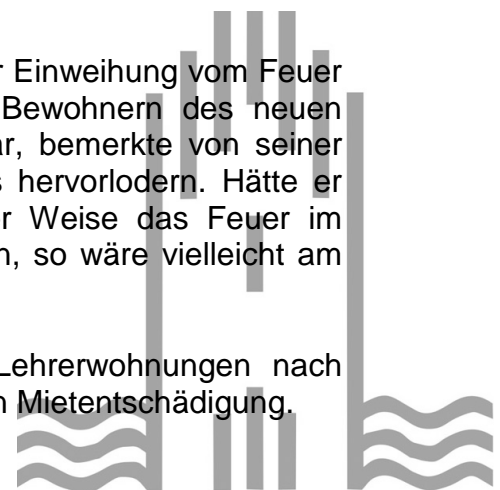 r Einweihung vom Feuer
Bewohnern des neuen
ar, bemerkte von seiner
s hervorlodern. Hätte er
er Weise das Feuer im
n, so wäre vielleicht am
Lehrerwohnungen nach
n Mietentschädigung.